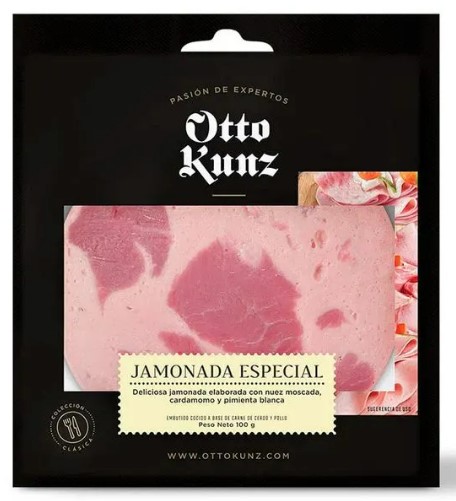 PASIÓN DE EXPERTOS
Otto
Kunz
JAMONADA ESPECIAL
Deliciosa jamonada elaborada con nuez moscada,
cardamomo y pimienta blanca
EMBUTIDO COCIDO A BASE DE CARNE DE CERDO Y POLLO
Peso Neto 100 g
SUGERENCIA DE USO
COLECCIÓN
CLÁSICA
WWW.OTTOKUNZ.COM